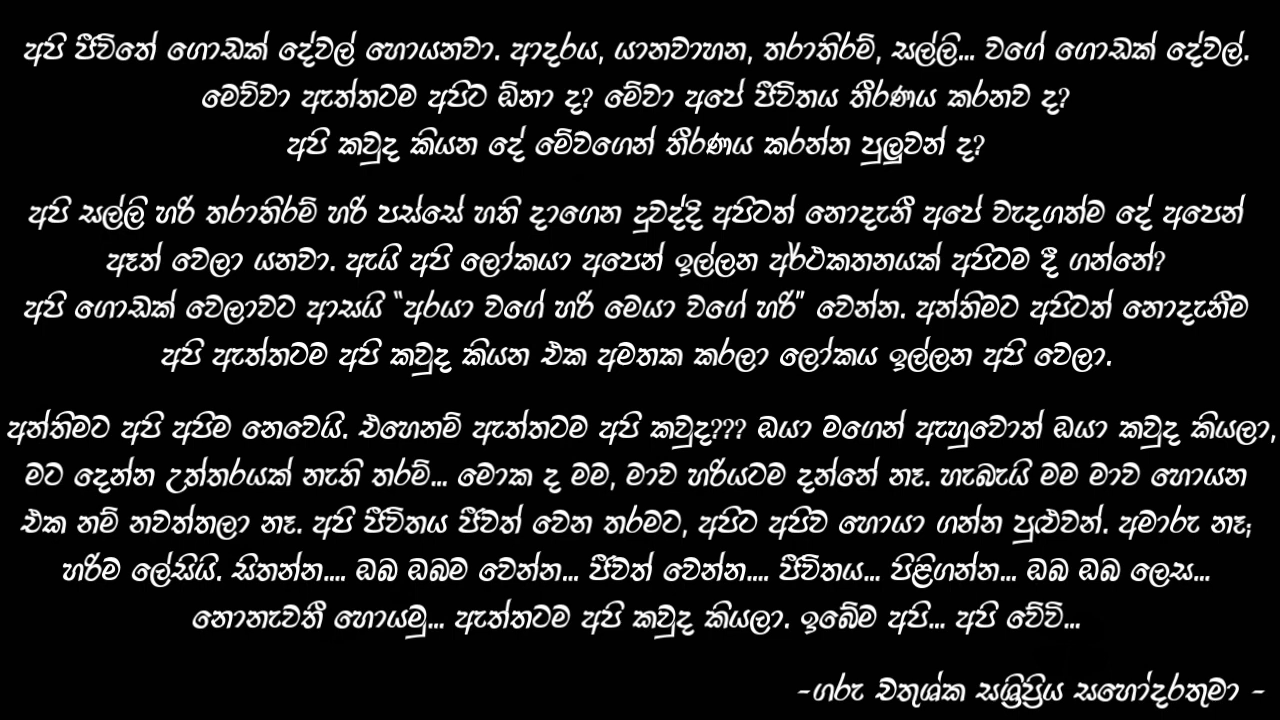 අපි ජීවිතේ ගොඩක් දේවල් හොයනවා. ආදරය, යානවාහන, තරාතිරම්, සල්ලි... වගේ ගොඩක් දේවල්.
මෙව්වා ඇත්තටම අපිට ඕනා ද? මේවා අපේ ජීවිතය තීරණය කරනව ද?
අපි කවුද කියන දේ මේවගෙන් තීරණය කරන්න පුලුවන් ද?
අපි සල්ලි හරි තරාතිරම් හරි පස්සේ හති දාගෙන දුවද්දි අපිටත් නොදැනී අපේ වැදගත්ම දේ අපෙන්
ඈත් වෙලා යනවා. ඇයි අපි ලෝකයා අපෙන් ඉල්ලන අර්ථකතනයක් අපිටම දී ගන්නේ?
අපි ගොඩක් වෙලාවට ආසයි "අරයා වගේ හරි මෙයා වගේ හරි" වෙන්න. අන්තිමට අපිටත් නොදැනීම
අපි ඇත්තටම අපි කවුද කියන එක අමතක කරලා ලෝකය ඉල්ලන අපි වෙලා.
අන්තිමට අපි අපිම නෙවෙයි. එහෙනම් ඇත්තටම අපි කවුද??? ඔයා මගෙන් ඇහුවොත් ඔයා කවුද කියලා,
මට දෙන්න උත්තරයක් නැති තරම්... මොක ද මම, මාව හරියටම දන්නේ නෑ. හැබැයි මම මාව හොයන
එක නම් නවත්තලා නෑ. අපි ජීවිතය ජීවත් වෙන තරමට, අපිට අපිව හොයා ගන්න පුළුවන්. අමාරු නෑ;
හරිම ලේසියි. සිතන්න.... ඔබ ඔබම වෙන්න... ජීවත් වෙන්න.... ජීවිතය... පිළිගන්න... ඔබ ඔබ ලෙස...
නොනැවතී හොයමු... ඇත්තටම අපි කවුද කියලා. ඉබේම අපි... අපි වේවි...
-ගරු චතුශ්ක සශ්‍රිප්‍රිය සහෝදරතුමා -